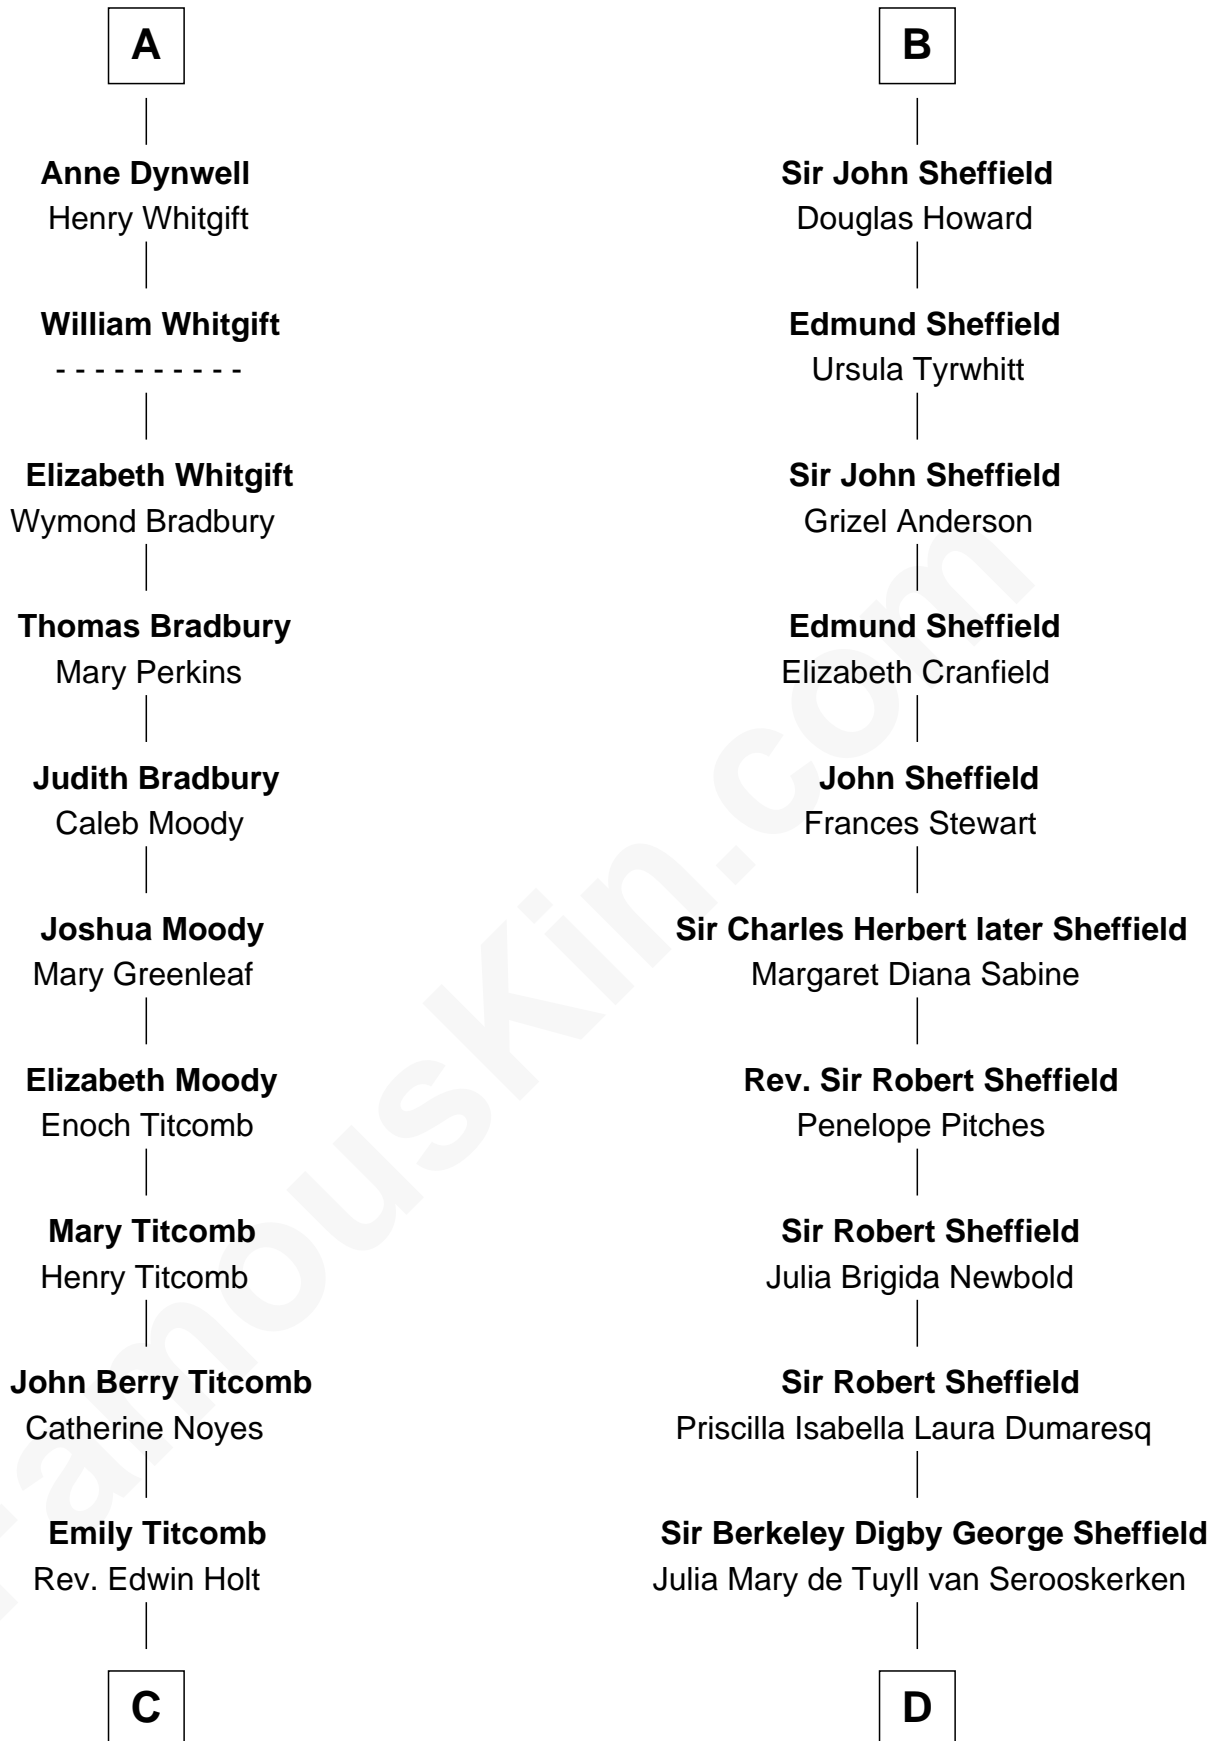 A
Anne Dynwell
Henry Whitgift
William Whitgift
- - - - - - - - - -
Elizabeth Whitgift
Wymond Bradbury
Thomas Bradbury
Mary Perkins
Judith Bradbury
Caleb Moody
Joshua Moody
Mary Greenleaf
Elizabeth Moody
Enoch Titcomb
Mary Titcomb
Henry Titcomb
John Berry Titcomb
Catherine Noyes
Emily Titcomb
Rev. Edwin Holt
C
B
Sir John Sheffield
Douglas Howard
Edmund Sheffield
Ursula Tyrwhitt
Sir John Sheffield
Grizel Anderson
Edmund Sheffield
Elizabeth Cranfield
John Sheffield
Frances Stewart
Sir Charles Herbert later Sheffield
Margaret Diana Sabine
Rev. Sir Robert Sheffield
Penelope Pitches
Sir Robert Sheffield
Julia Brigida Newbold
Sir Robert Sheffield
Priscilla Isabella Laura Dumaresq
Sir Berkeley Digby George Sheffield
Julia Mary de Tuyll van Serooskerken
D
FamousKin.com